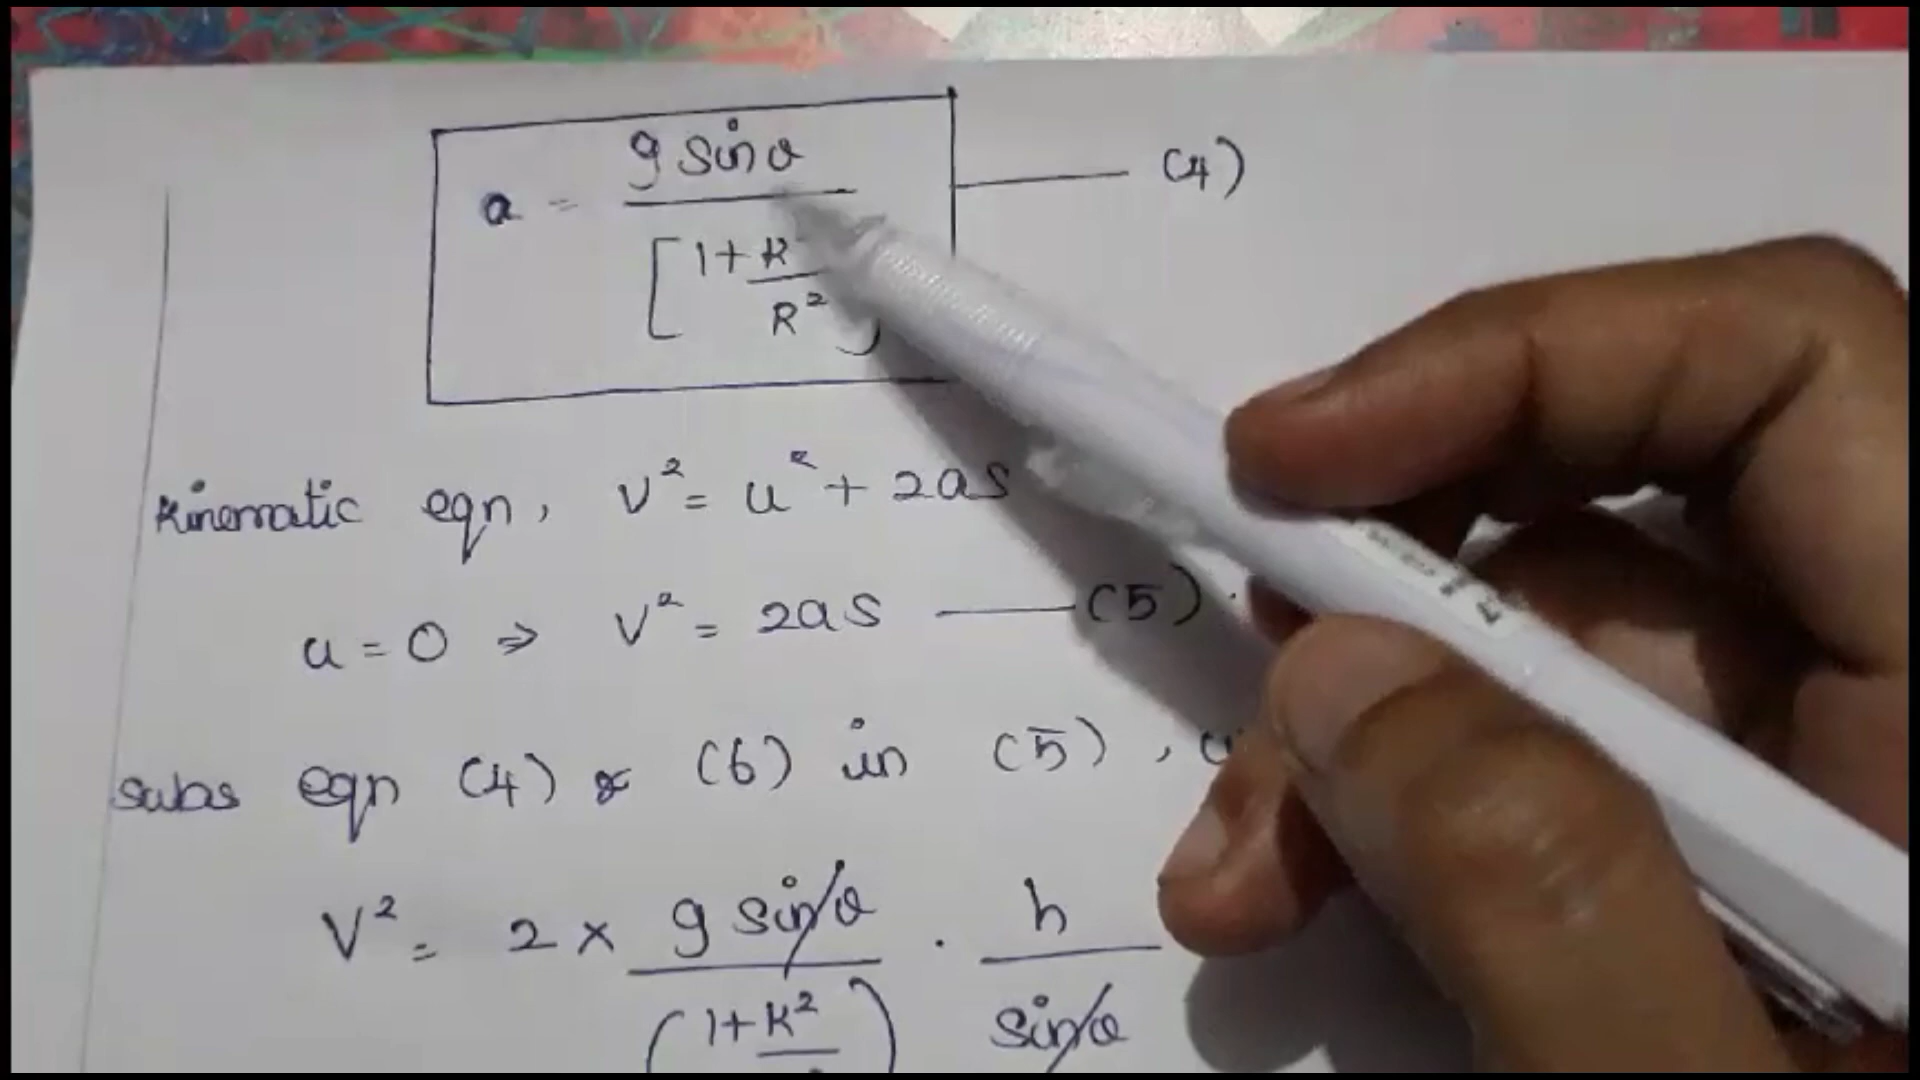 a = g sinθ / [1 + K / R²] —— (4)
Kinematic eqn, V² = u² + 2as
u = 0 ⇒ V² = 2as —— (5).
subs eqn (4) & (6) in (5),
V² = 2 × g sinθ / (1 + K²) . h / sinθ